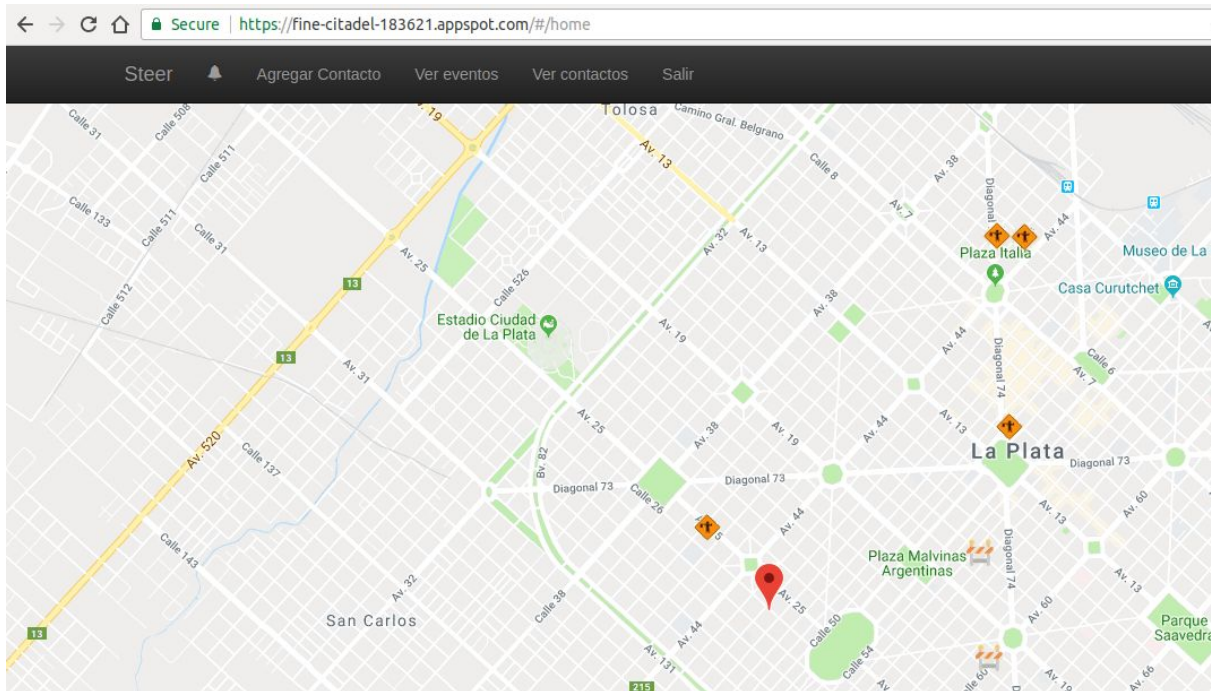 Secure | https://fine-citadel-183621.appspot.com/#/home
Steer Agregar Contacto Ver eventos Ver contactos Salir
Tolosa
Camino Gral. Belgrano
Calle 31
Calle 508
Calle 511
19
Av. 13
Calle 8
Av. 38
Diagonal
Av. 44
Calle 133
Calle 511
Calle 31
Av. 7
Av. 32
Av. 13
Plaza Italia
Museo de La
Av. 25
Calle 526
13
Calle 512
Casa Curutchet
Av. 38
Estadio Ciudad
de La Plata
Av. 19
Av. 44
Diagonal 74
Calle 6
13
Av. 31
Av. 7
Av. 25
Av. 38
Av. 19
Av. 44
Av. 13
Av. 520
Calle 137
Bv. 82
La Plata
Diagonal 73
Diagonal 73
Diagonal 73
Calle 26
Av. 60
Av. 44
Av. 13
5
Calle 143
Plaza Malvinas
Argentinas
Diagonal 74
Av. 13
Av. 32
Calle 38
Av. 25
San Carlos
Calle 50
Av. 60
Parque
Saavedra
13
Av. 44
Av. 131
Calle 54
Calle 60
Av. 66
215